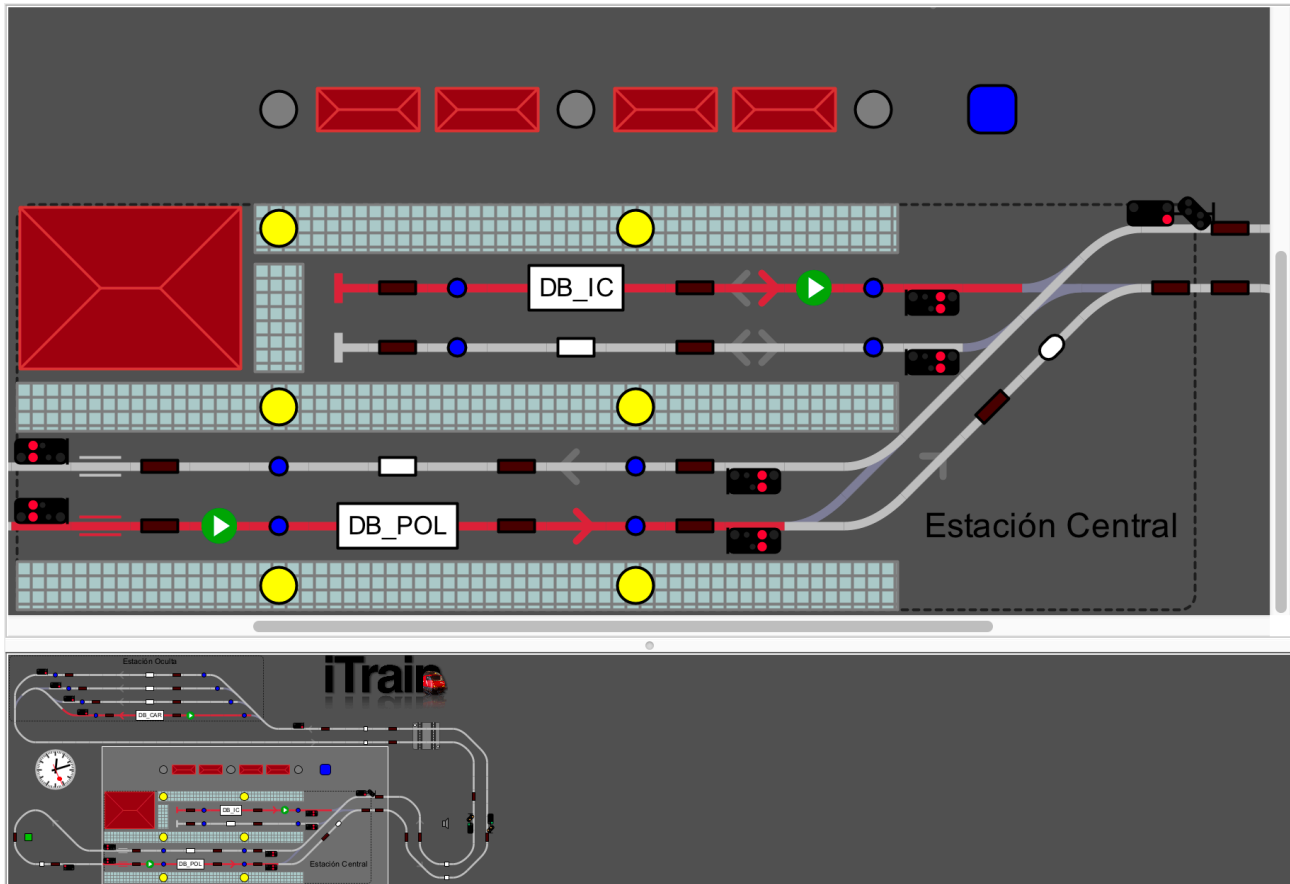 DB_IC
DB_POL
Estación Central
Estación Oculta
iTrain
DB_CAR
DB_IC
DB_POL
Estación Central